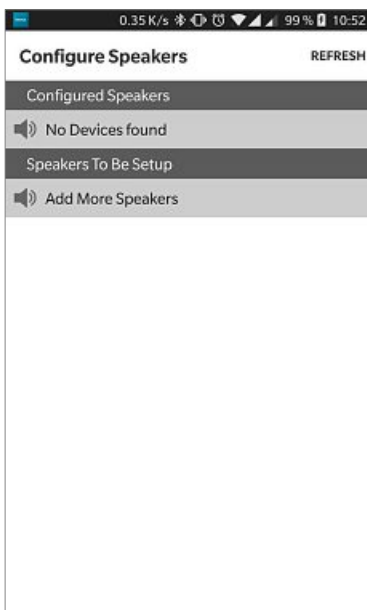 0.35 K/s 99 % 10:52
Configure Speakers REFRESH
Configured Speakers
No Devices found
Speakers To Be Setup
Add More Speakers